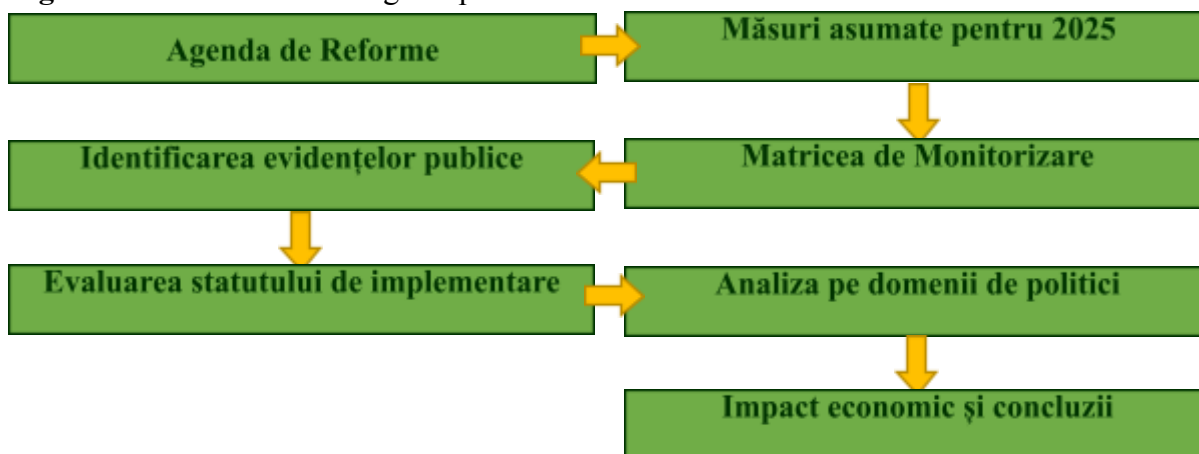 Agenda de Reforme
Măsuri asumate pentru 2025
Identificarea evidențelor publice
Matricea de Monitorizare
Evaluarea statutului de implementare
Analiza pe domenii de politici
Impact economic și concluzii